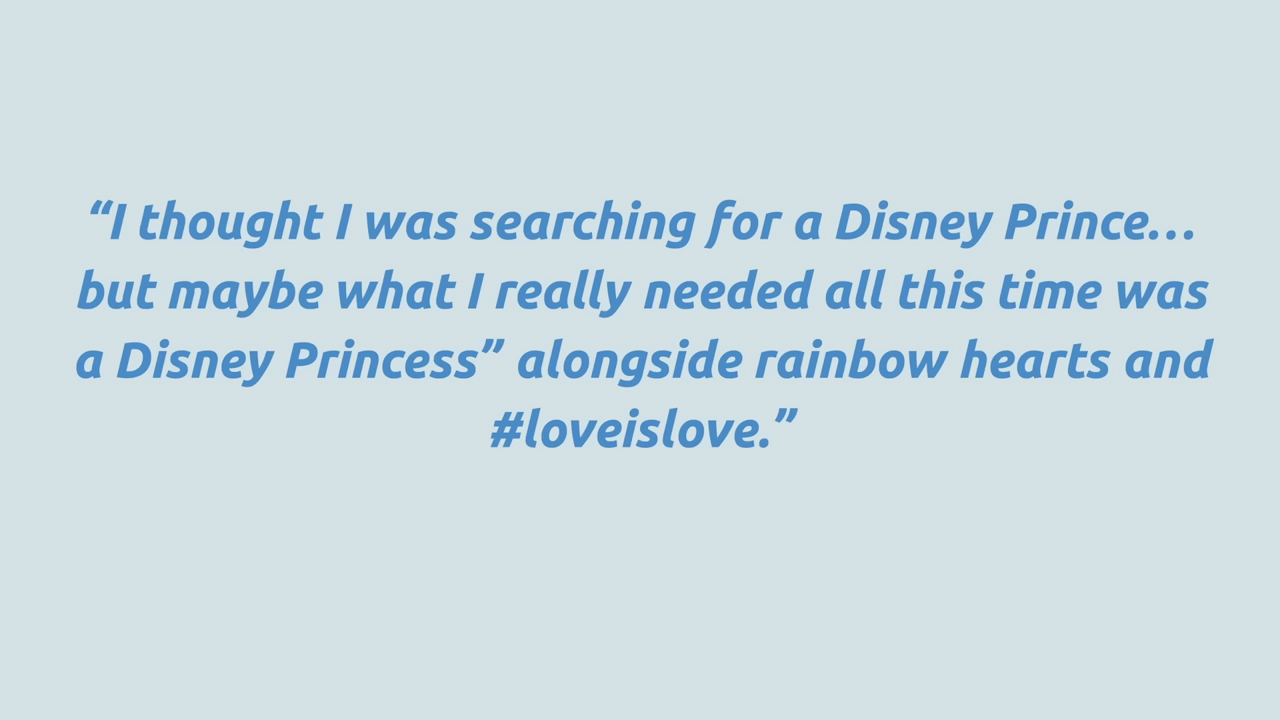 “I thought I was searching for a Disney Prince…
but maybe what I really needed all this time was
a Disney Princess” alongside rainbow hearts and
#loveislove.”